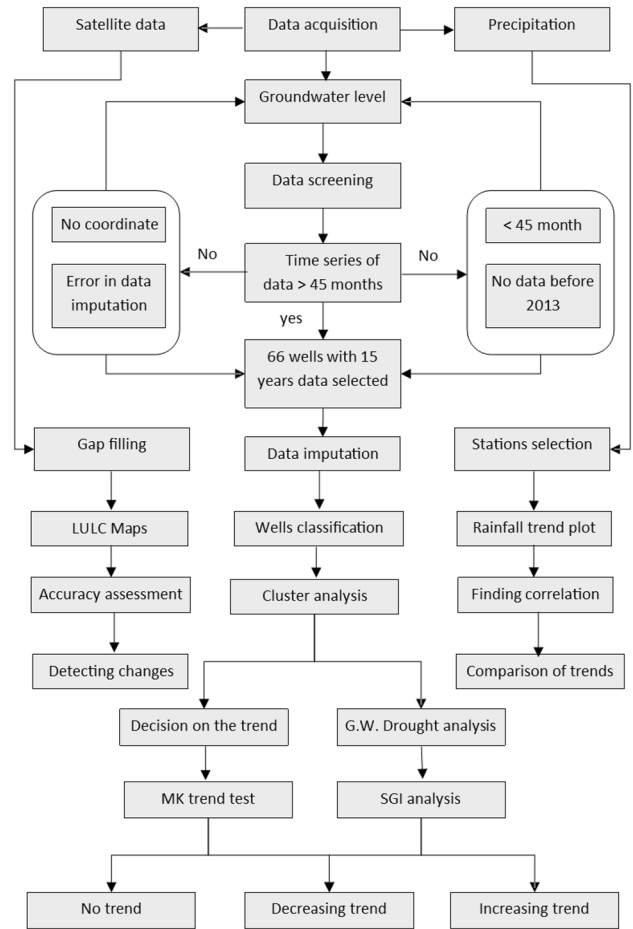 Satellite data
Data acquisition
Precipitation
Groundwater level
Data screening
No coordinate
Error in data
imputation
No
Time series of
data > 45 months
No
< 45 month
No data before
2013
yes
66 wells with 15
years data selected
Gap filling
Data imputation
Stations selection
LULC Maps
Wells classification
Rainfall trend plot
Accuracy assessment
Cluster analysis
Finding correlation
Detecting changes
Comparison of trends
Decision on the trend
G.W. Drought analysis
MK trend test
SGI analysis
No trend
Decreasing trend
Increasing trend